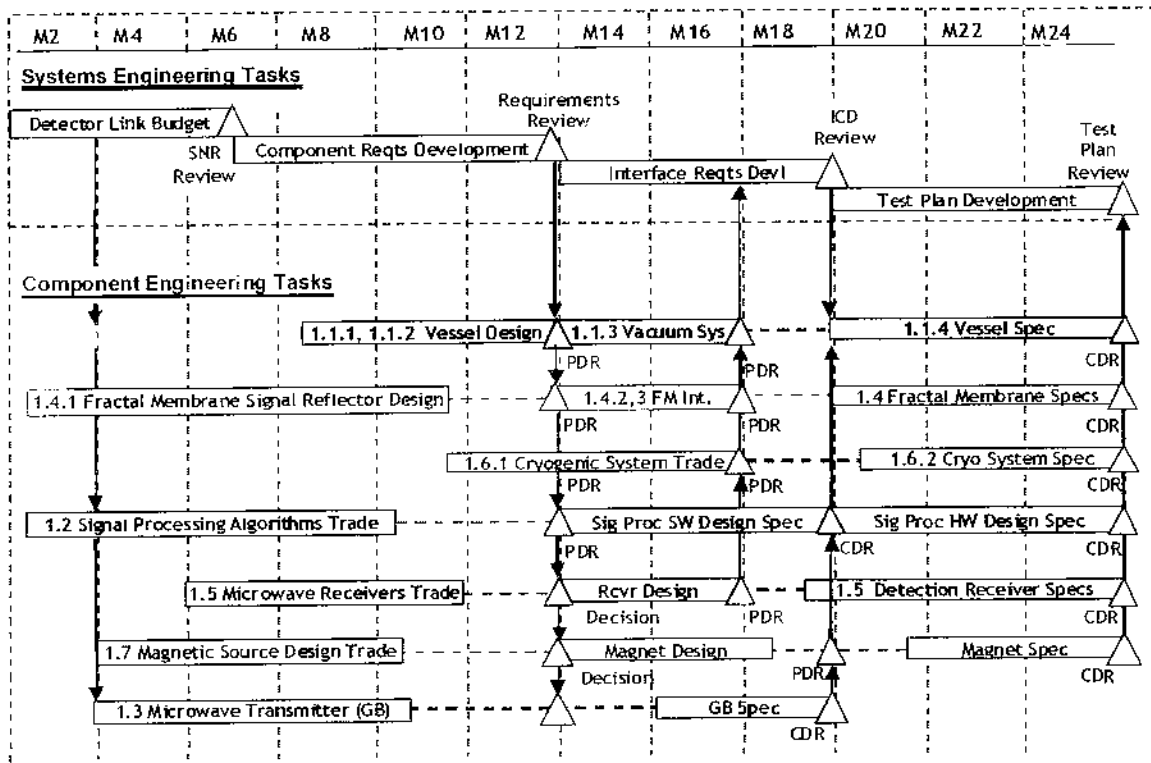 M2 M4 M6 M8 M10 M12 M14 M16 M18 M20 M22 M24
Systems Engineering Tasks
Requirements
Review
ICD
Review
Test
Plan
Review
Detector Link Budget
SNR
Review
Component Reqts Development
Interface Reqts Devl
Test Plan Development
Component Engineering Tasks
1.1.1, 1.1.2 Vessel Design
1.1.3 Vacuum Sys
1.1.4 Vessel Spec
PDR PDR CDR
1.4.1 Fractal Membrane Signal Reflector Design
1.4.2,3 FM Int.
1.4 Fractal Membrane Specs
PDR PDR CDR
1.6.1 Cryogenic System Trade
1.6.2 Cryo System Spec
PDR PDR CDR
1.2 Signal Processing Algorithms Trade
Sig Proc SW Design Spec
Sig Proc HW Design Spec
PDR CDR CDR
1.5 Microwave Receivers Trade
Rcvr Design
1.5 Detection Receiver Specs
Decision PDR CDR
1.7 Magnetic Source Design Trade
Magnet Design
Magnet Spec
Decision PDR CDR
1.3 Microwave Transmitter (GB)
GB Spec
CDR